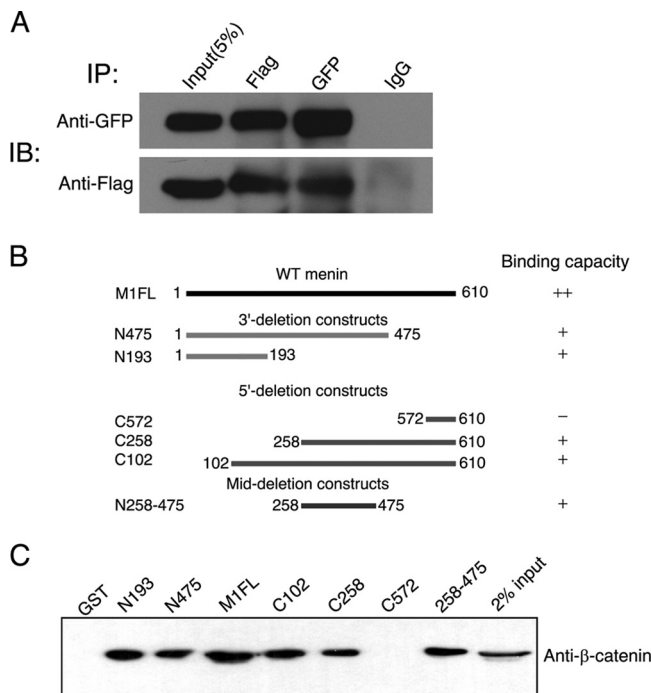 A
IP: Input(5%) Flag GFP IgG
Anti-GFP
IB:
Anti-Flag
B
WT menin Binding capacity
M1FL 1 610 ++
3'-deletion constructs
N475 1 475 +
N193 1 193 +
5'-deletion constructs
C572 572 610 −
C258 258 610 +
C102 102 610 +
Mid-deletion constructs
N258-475 258 475 +
C
GST N193 N475 M1FL C102 C258 C572 258-475 2% input
Anti-β-catenin